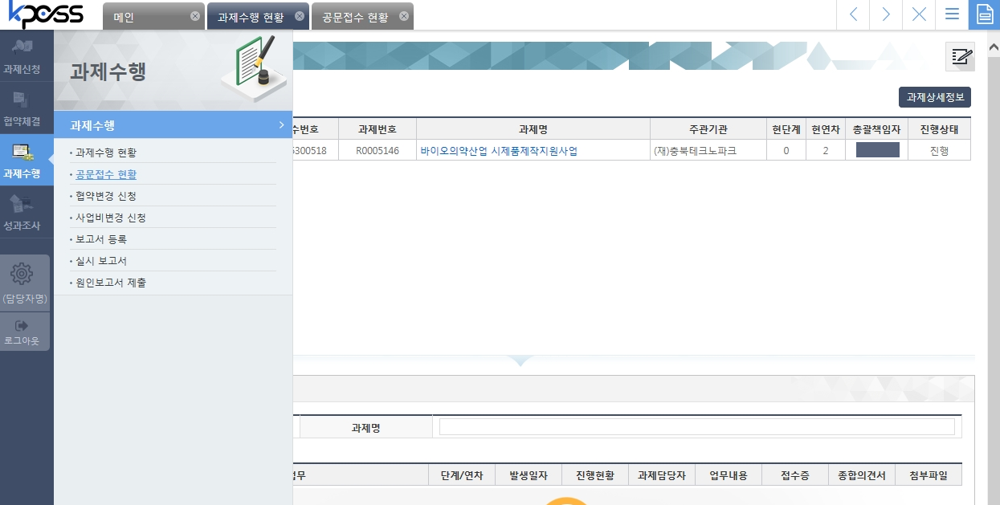 kpass
메인
과제수행 현황
공문접수 현황
과제신청
협약체결
과제수행
성과조사
(담당자명)
로그아웃
과제수행
과제수행
과제수행 현황
공문접수 현황
협약변경 신청
사업비변경 신청
보고서 등록
실시 보고서
원인보고서 제출
과제상세정보
수번호 과제번호 과제명 주관기관 현단계 현연차 총괄책임자 진행상태
6300518 R0005146 바이오의약산업 시제품제작지원사업 (재)충북테크노파크 0 2 진행
과제명
업무 단계/연차 발생일자 진행현황 과제담당자 업무내용 접수증 종합의견서 첨부파일